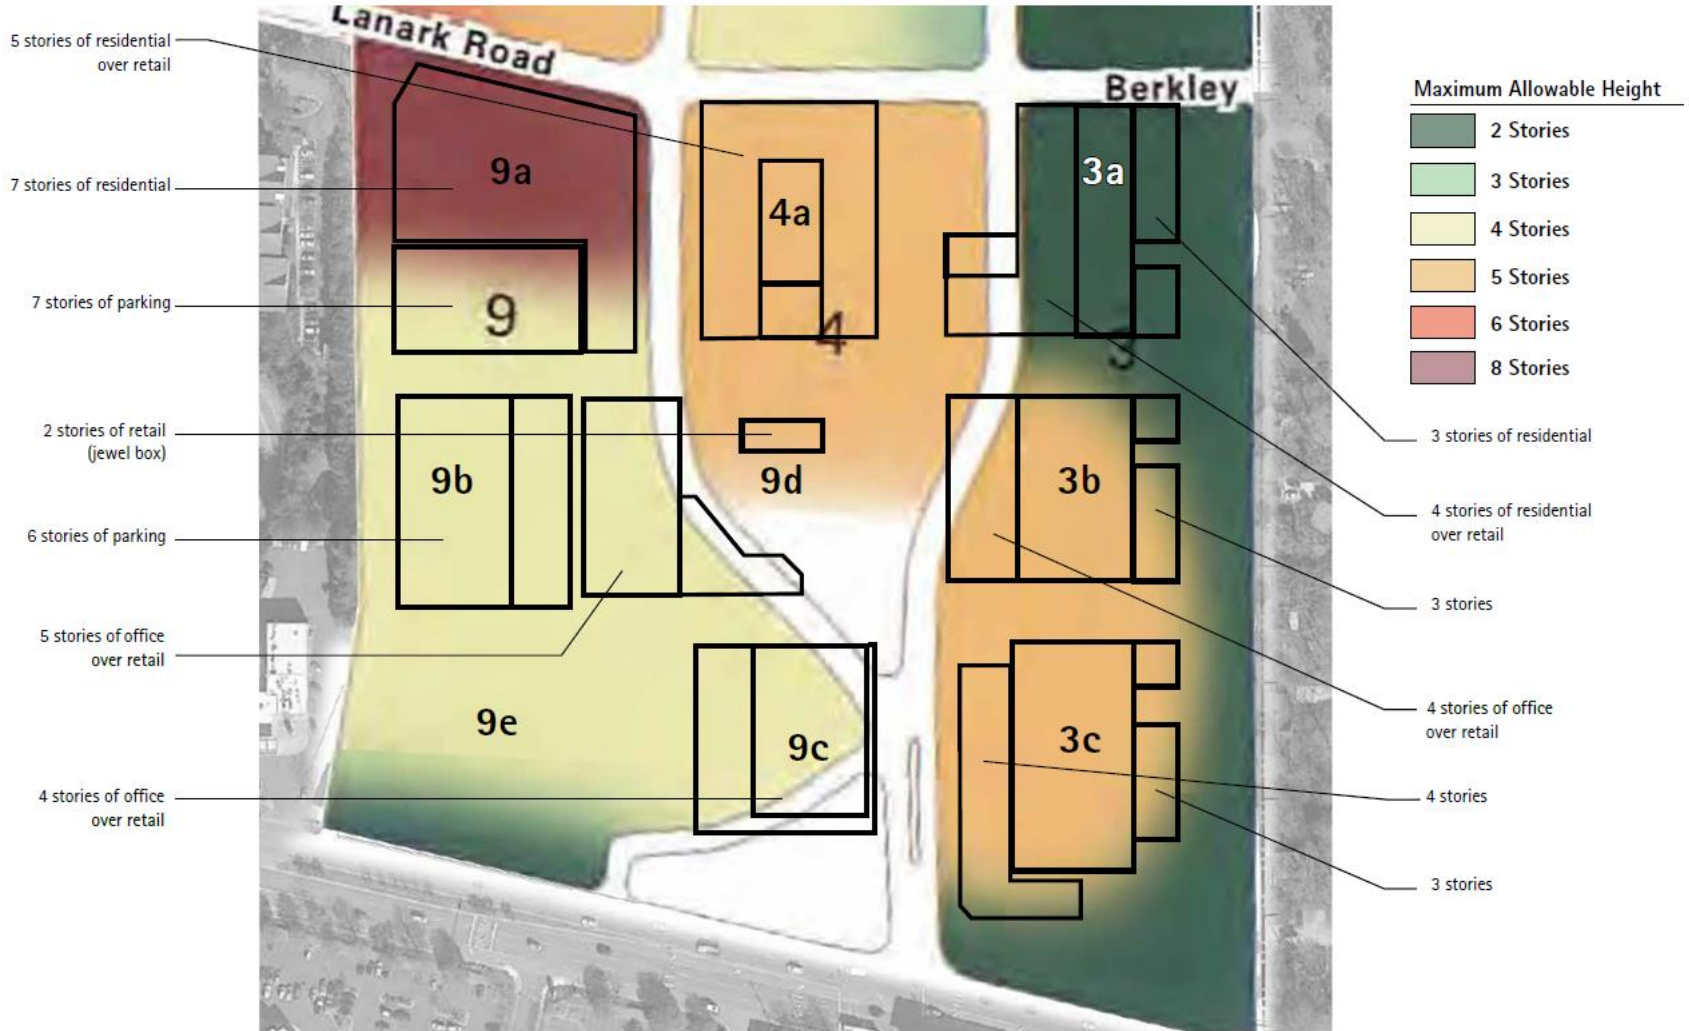 Lanark Road
Berkley
5 stories of residential
over retail
7 stories of residential
7 stories of parking
2 stories of retail
(jewel box)
6 stories of parking
5 stories of office
over retail
4 stories of office
over retail
9a
4a
3a
9
4
3
9b
9d
3b
9e
9c
3c
Maximum Allowable Height
2 Stories
3 Stories
4 Stories
5 Stories
6 Stories
8 Stories
3 stories of residential
4 stories of residential
over retail
3 stories
4 stories of office
over retail
4 stories
3 stories